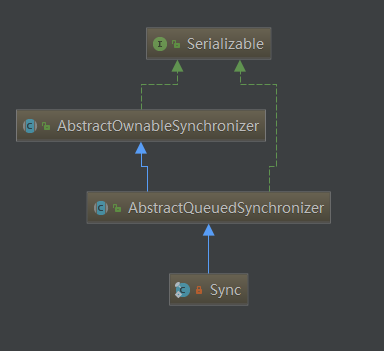 I Serializable
C AbstractOwnableSynchronizer
C AbstractQueuedSynchronizer
C Sync